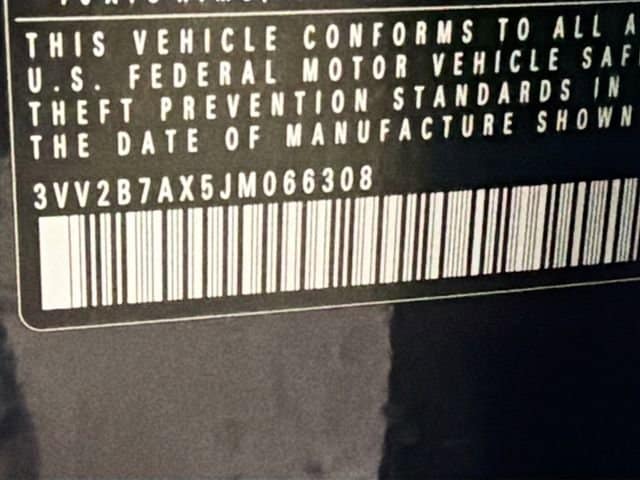 THIS VEHICLE CONFORMS TO ALL A
U.S. FEDERAL MOTOR VEHICLE SAF
THEFT PREVENTION STANDARDS IN
THE DATE OF MANUFACTURE SHOWN
3VV2B7AX5JM066308